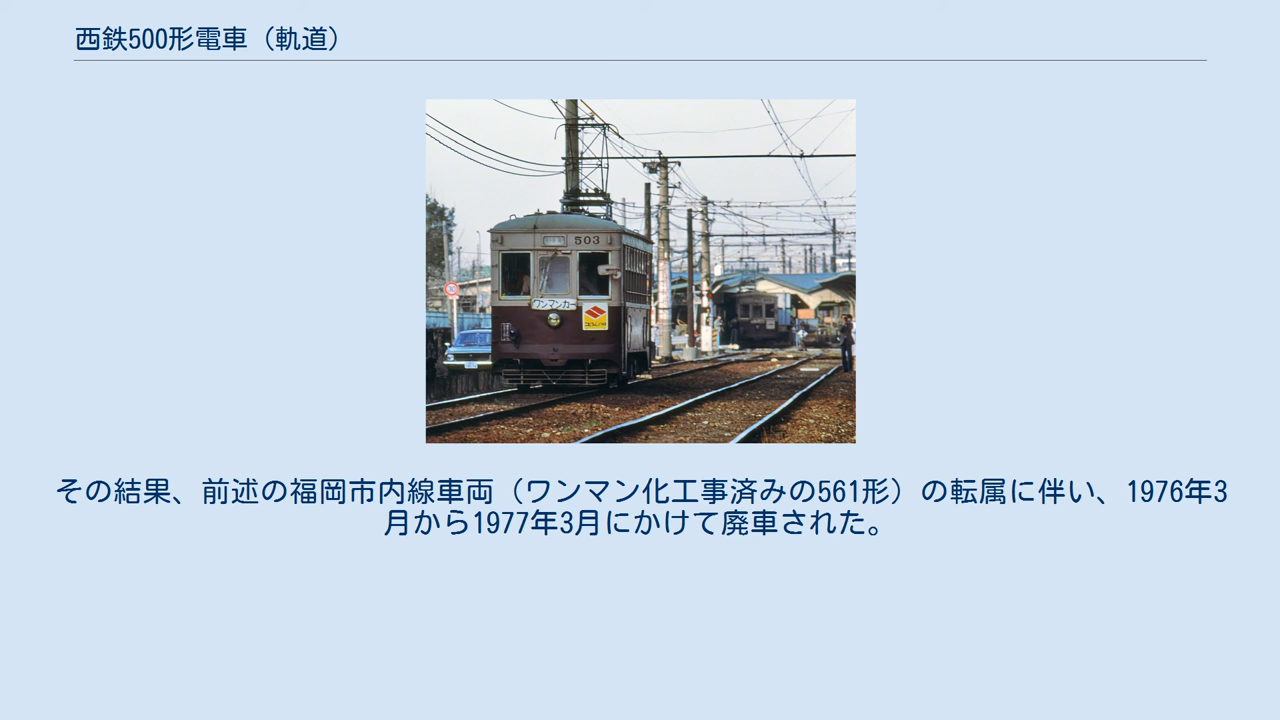 西鉄500形電車（軌道）
503
ワンマンカー
その結果、前述の福岡市内線車両（ワンマン化工事済みの561形）の転属に伴い、1976年3
月から1977年3月にかけて廃車された。